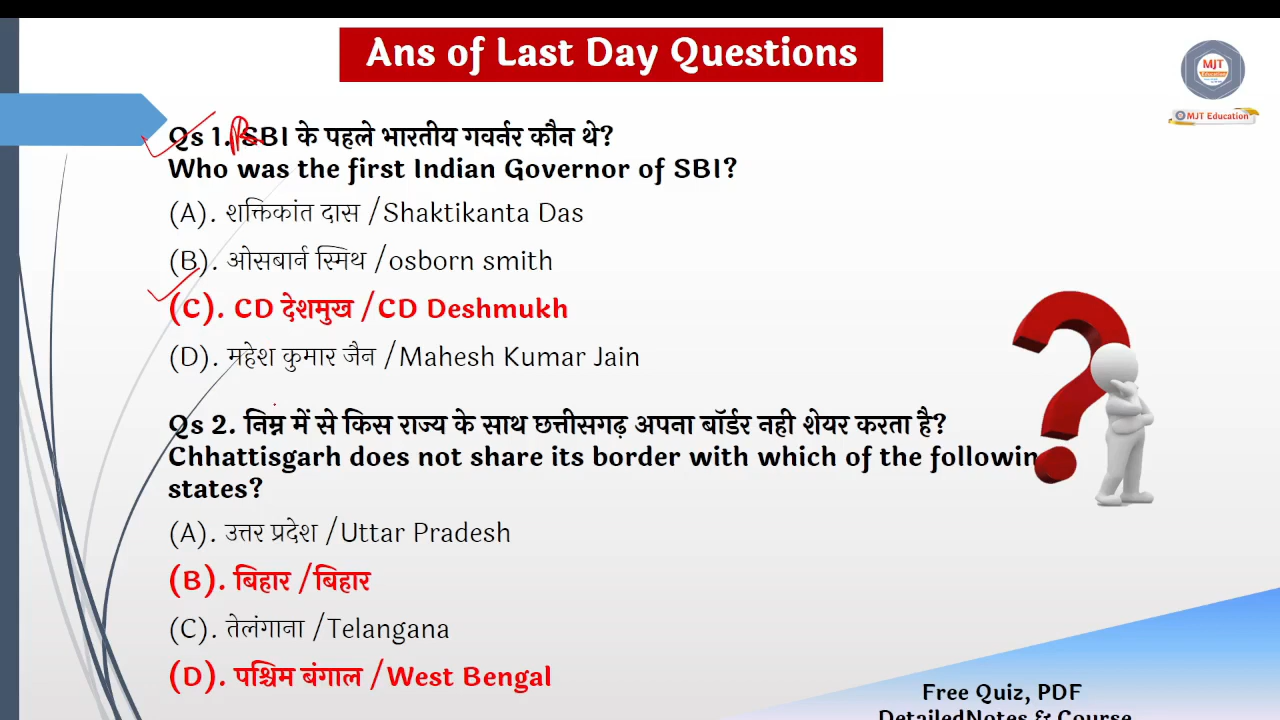 Ans of Last Day Questions
MJT
Education
MJT Education
Qs 1. SBI के पहले भारतीय गवर्नर कौन थे?
Who was the first Indian Governor of SBI?
(A). शक्तिकांत दास /Shaktikanta Das
(B). ओसबार्न स्मिथ /osborn smith
(C). CD देशमुख /CD Deshmukh
(D). महेश कुमार जैन /Mahesh Kumar Jain
Qs 2. निम्न में से किस राज्य के साथ छत्तीसगढ़ अपना बॉर्डर नही शेयर करता है?
Chhattisgarh does not share its border with which of the followin
states?
(A). उत्तर प्रदेश /Uttar Pradesh
(B). बिहार /बिहार
(C). तेलंगाना /Telangana
(D). पश्चिम बंगाल /West Bengal
Free Quiz, PDF
DetailedNotes & Course